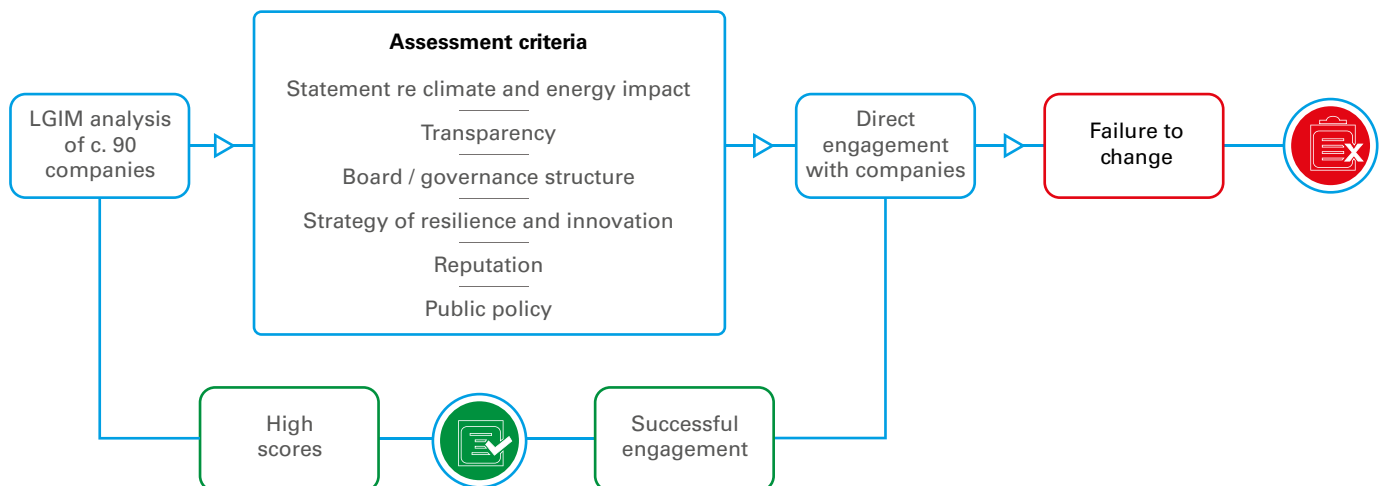 Assessment criteria
Statement re climate and energy impact
Transparency
Board / governance structure
Strategy of resilience and innovation
Reputation
Public policy
LGIM analysis
of c. 90
companies
Direct
engagement
with companies
Failure to
change
X
High
scores
Successful
engagement